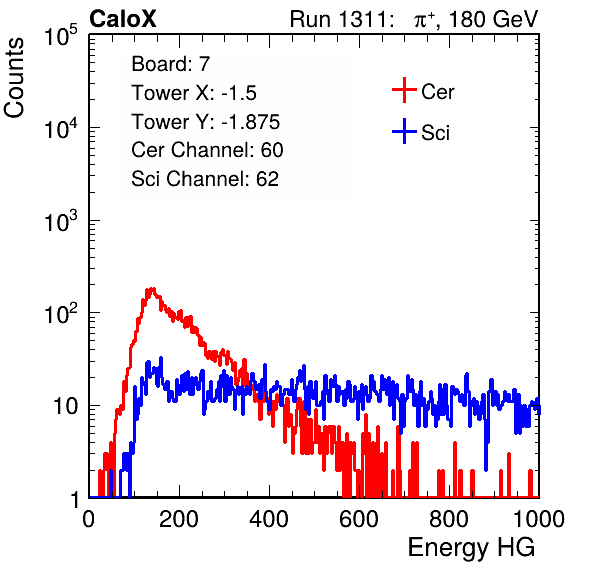 CaloX Run 1311: π⁺, 180 GeV
Board: 7
Tower X: -1.5
Tower Y: -1.875
Cer Channel: 60
Sci Channel: 62
Cer
Sci
Counts
10⁵
10⁴
10³
10²
10
1
0 200 400 600 800 1000
Energy HG